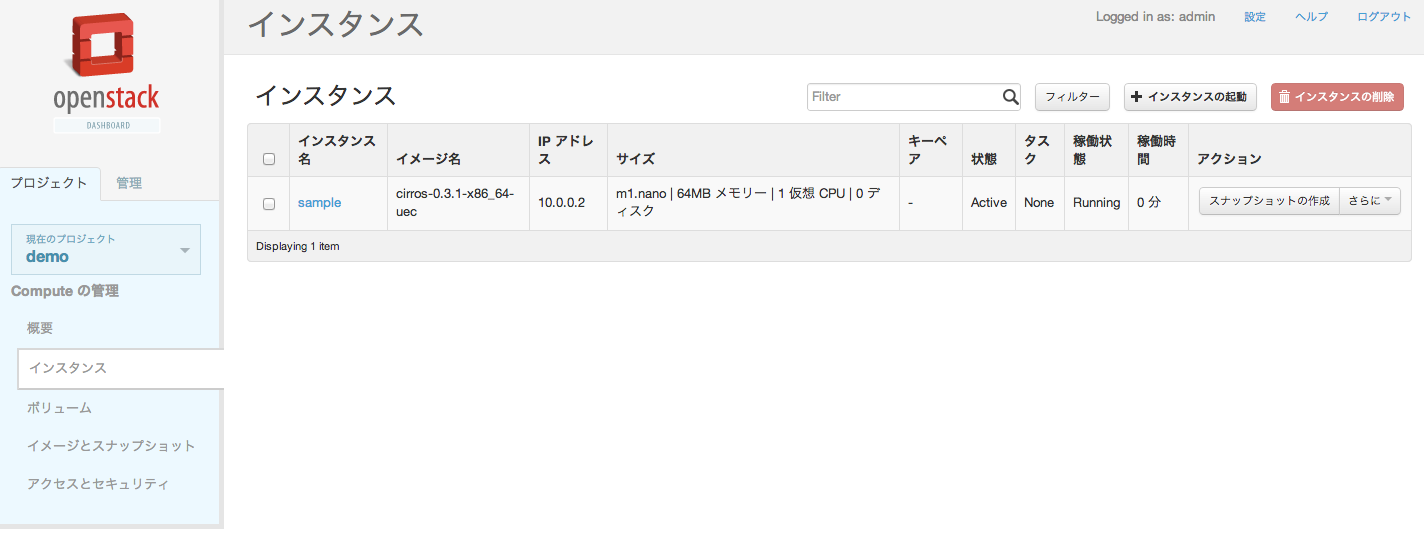 openstack
DASHBOARD
プロジェクト 管理
現在のプロジェクト
demo
Compute の管理
概要
インスタンス
ボリューム
イメージとスナップショット
アクセスとセキュリティ
インスタンス
Logged in as: admin 設定 ヘルプ ログアウト
インスタンス
Filter フィルター インスタンスの起動 インスタンスの削除
インスタンス
名
イメージ名
IP アドレ
ス
サイズ
キーペ
ア
状態
タス
ク
稼働状
態
稼働時
間
アクション
sample
cirros-0.3.1-x86_64-
uec
10.0.0.2
m1.nano | 64MB メモリー | 1 仮想 CPU | 0 デ
ィスク
-
Active
None
Running
0 分
スナップショットの作成 さらに
Displaying 1 item